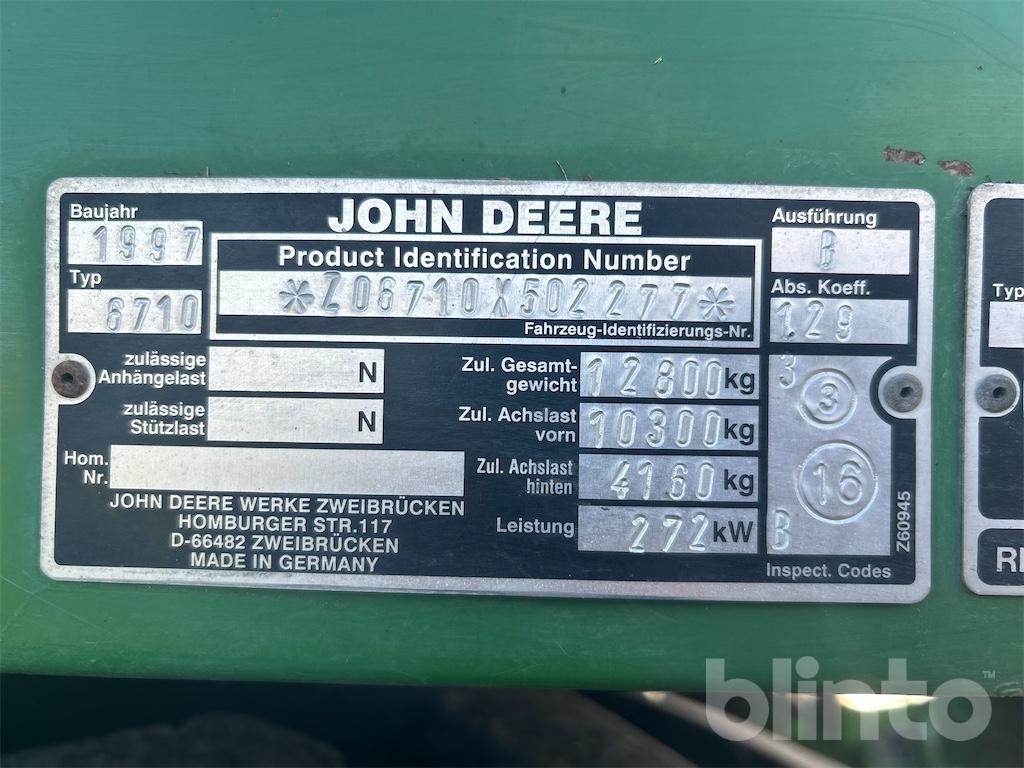 JOHN DEERE
Baujahr
1997
Typ
6710
Product Identification Number
*Z06710X502277*
Fahrzeug-Identifizierungs-Nr.
Ausführung
B
Abs. Koeff.
1.29
zulässige
Anhängelast
N
zulässige
Stützlast
N
Hom.
Nr.
JOHN DEERE WERKE ZWEIBRÜCKEN
HOMBURGER STR.117
D-66482 ZWEIBRÜCKEN
MADE IN GERMANY
Zul. Gesamt-
gewicht
12800 kg
Zul. Achslast
vorn
10300 kg
Zul. Achslast
hinten
4160 kg
Leistung
272 kW
3
3
16
B
Inspect. Codes
Z60945
Typ
blinto™